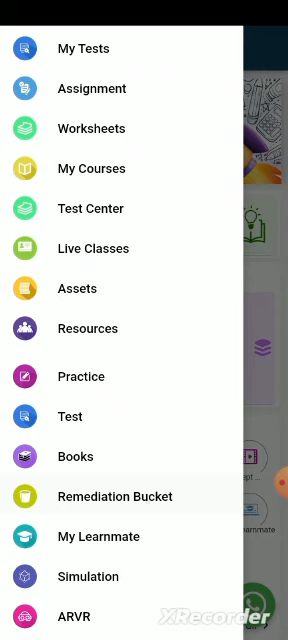 My Tests
Assignment
Worksheets
My Courses
Test Center
Live Classes
Assets
Resources
Practice
Test
Books
Remediation Bucket
My Learnmate
Simulation
ARVR
XRecorder